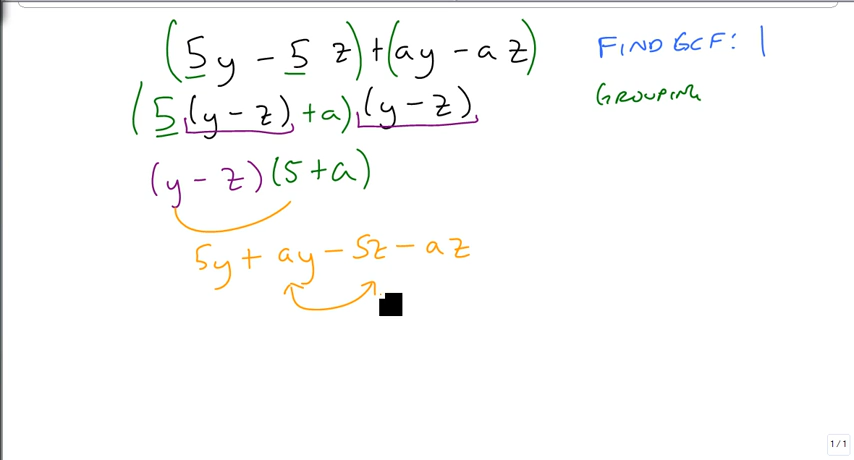 (5y - 5z) + (ay - az)
FIND GCF: 1
(5(y - z) + a)(y - z)
GROUPING
(y - z)(5 + a)
5y + ay - 5z - az
1 / 1